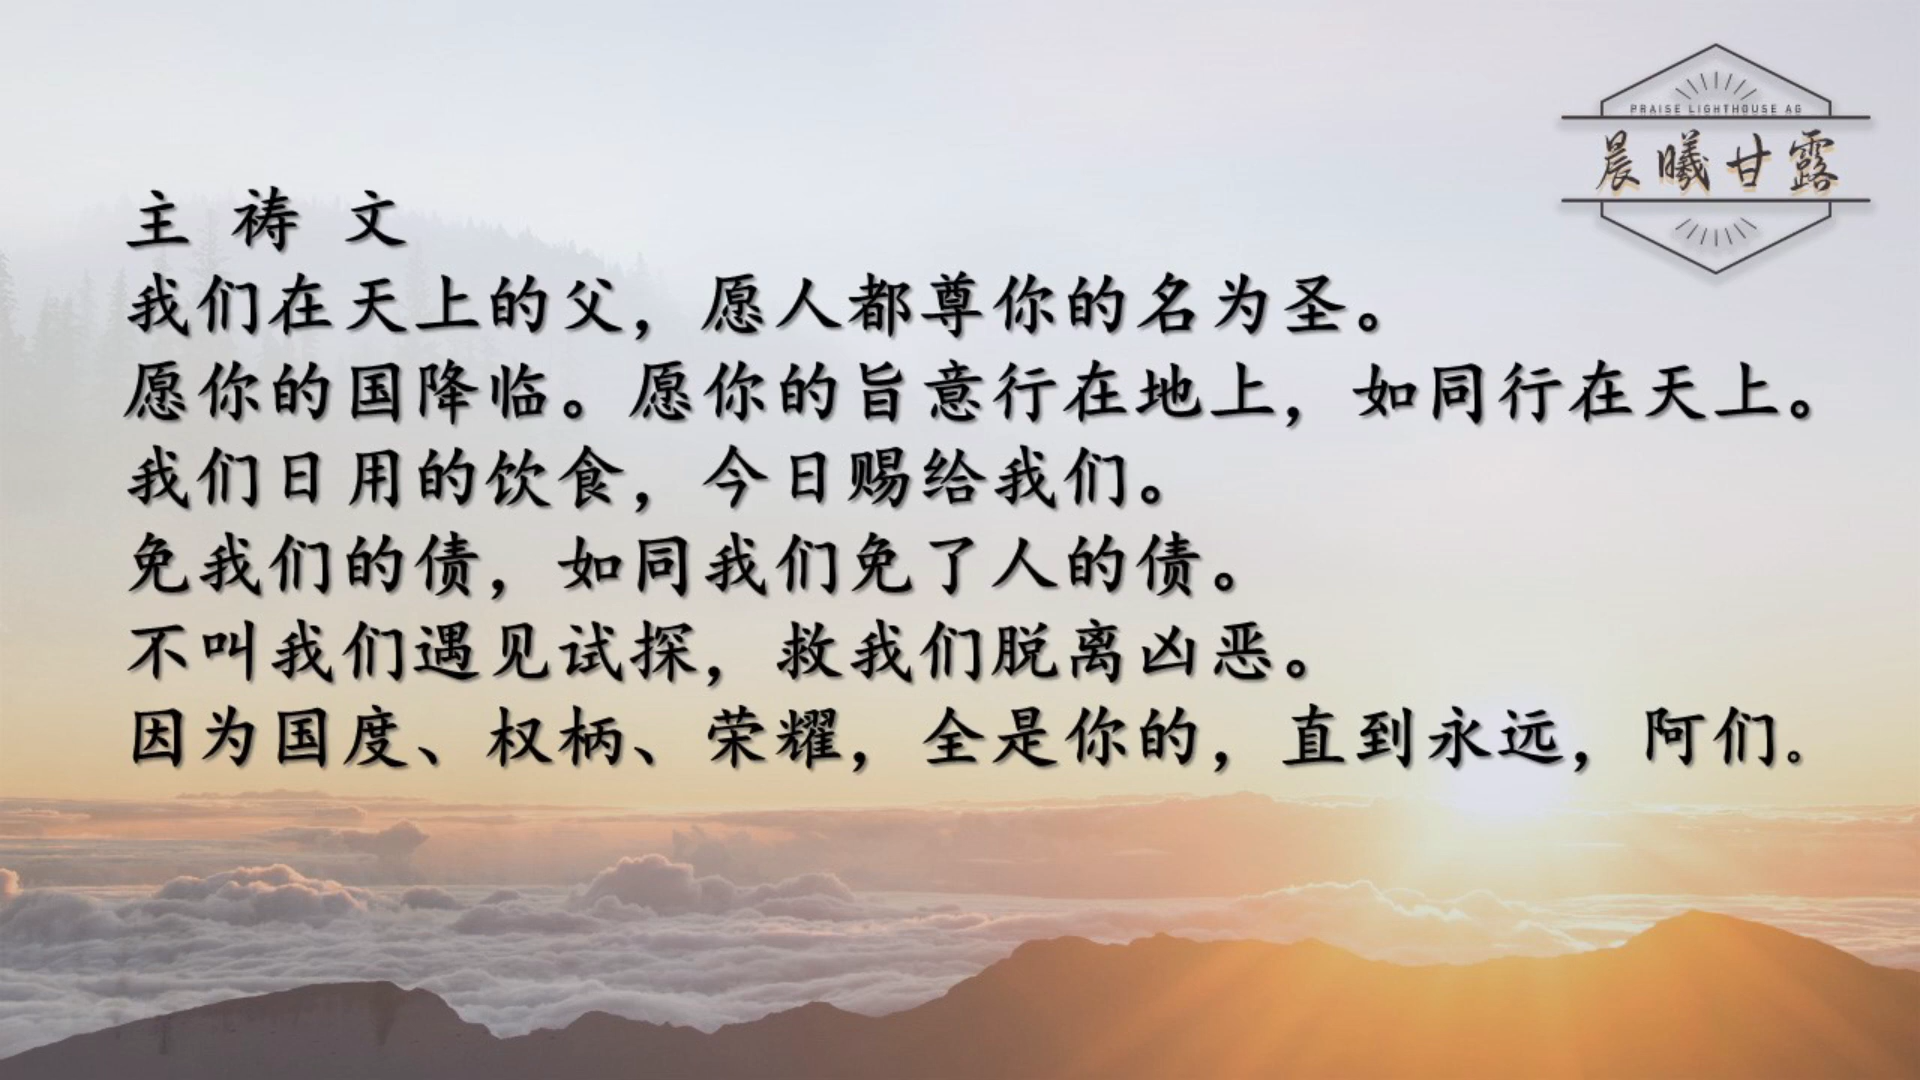 PRAISE LIGHTHOUSE AG
晨曦甘露
主 祷 文
我们在天上的父，愿人都尊你的名为圣。
愿你的国降临。愿你的旨意行在地上，如同行在天上。
我们日用的饮食，今日赐给我们。
免我们的债，如同我们免了人的债。
不叫我们遇见试探，救我们脱离凶恶。
因为国度、权柄、荣耀，全是你的，直到永远，阿们。